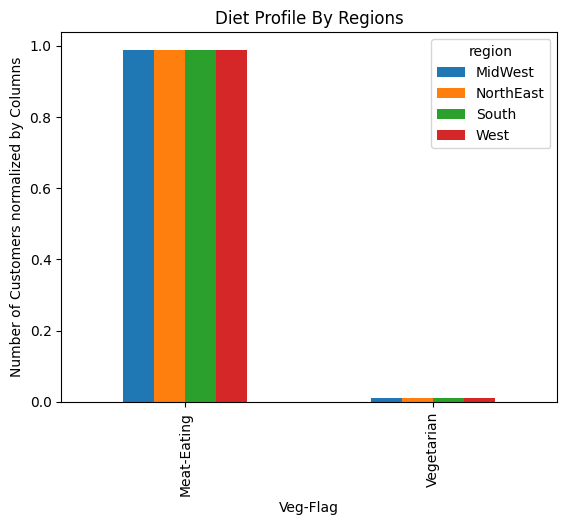 Diet Profile By Regions
Number of Customers normalized by Columns
1.0
0.8
0.6
0.4
0.2
0.0
region
MidWest
NorthEast
South
West
Meat-Eating
Vegetarian
Veg-Flag